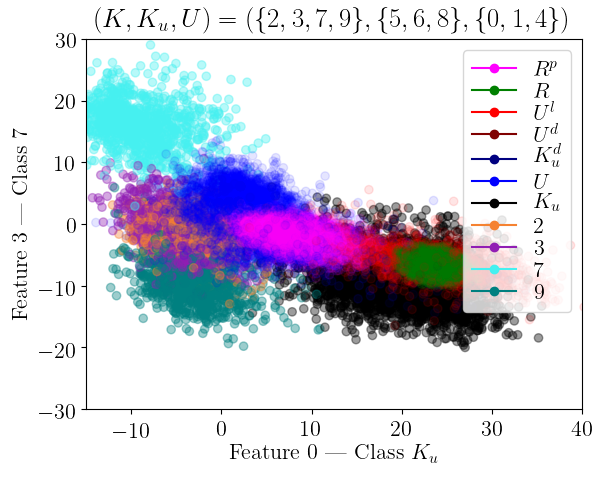 (K, K_u, U) = ({2, 3, 7, 9}, {5, 6, 8}, {0, 1, 4})
30
20
10
0
−10
−20
−30
Feature 3 — Class 7
R^p
R
U^l
U^d
K_u^d
U
K_u
2
3
7
9
−10
0
10
20
30
40
Feature 0 — Class K_u